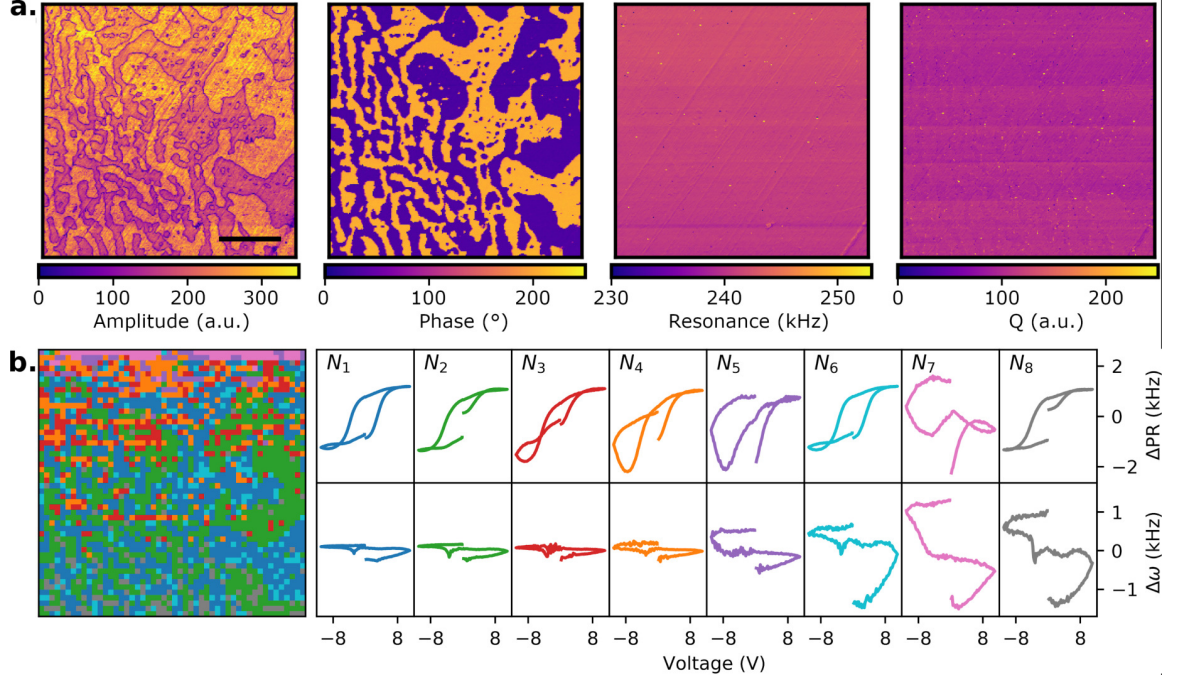 a.
0 100 200 300
Amplitude (a.u.)
0 100 200
Phase (°)
230 240 250
Resonance (kHz)
0 100 200
Q (a.u.)
b.
N1 N2 N3 N4 N5 N6 N7 N8
2
0
−2
ΔPR (kHz)
1
0
−1
Δω (kHz)
−8 8 −8 8 −8 8 −8 8 −8 8 −8 8 −8 8 −8 8
Voltage (V)